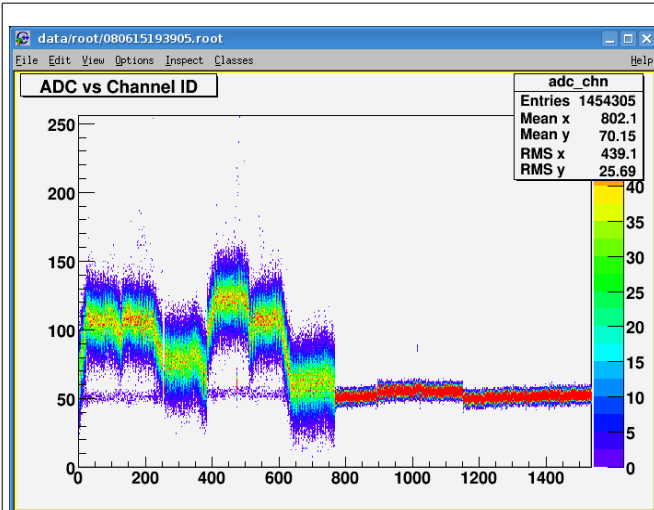 data/root/080615193905.root
File Edit View Options Inspect Classes Help
ADC vs Channel ID
adc_chn
Entries 1454305
Mean x 802.1
Mean y 70.15
RMS x 439.1
RMS y 25.69
250
200
150
100
50
0
0 200 400 600 800 1000 1200 1400
40
35
30
25
20
15
10
5
0